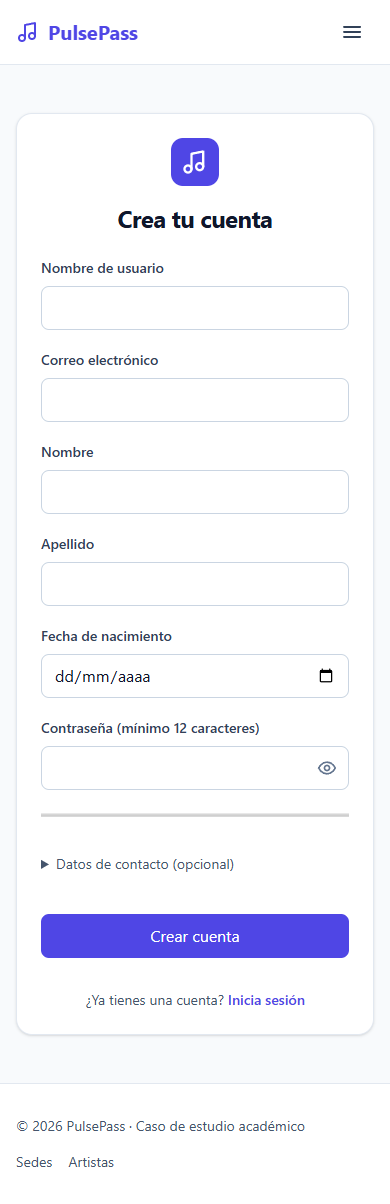 PulsePass
Crea tu cuenta
Nombre de usuario
Correo electrónico
Nombre
Apellido
Fecha de nacimiento
dd/mm/aaaa
Contraseña (mínimo 12 caracteres)
Datos de contacto (opcional)
Crear cuenta
¿Ya tienes una cuenta? Inicia sesión
© 2026 PulsePass · Caso de estudio académico
Sedes Artistas